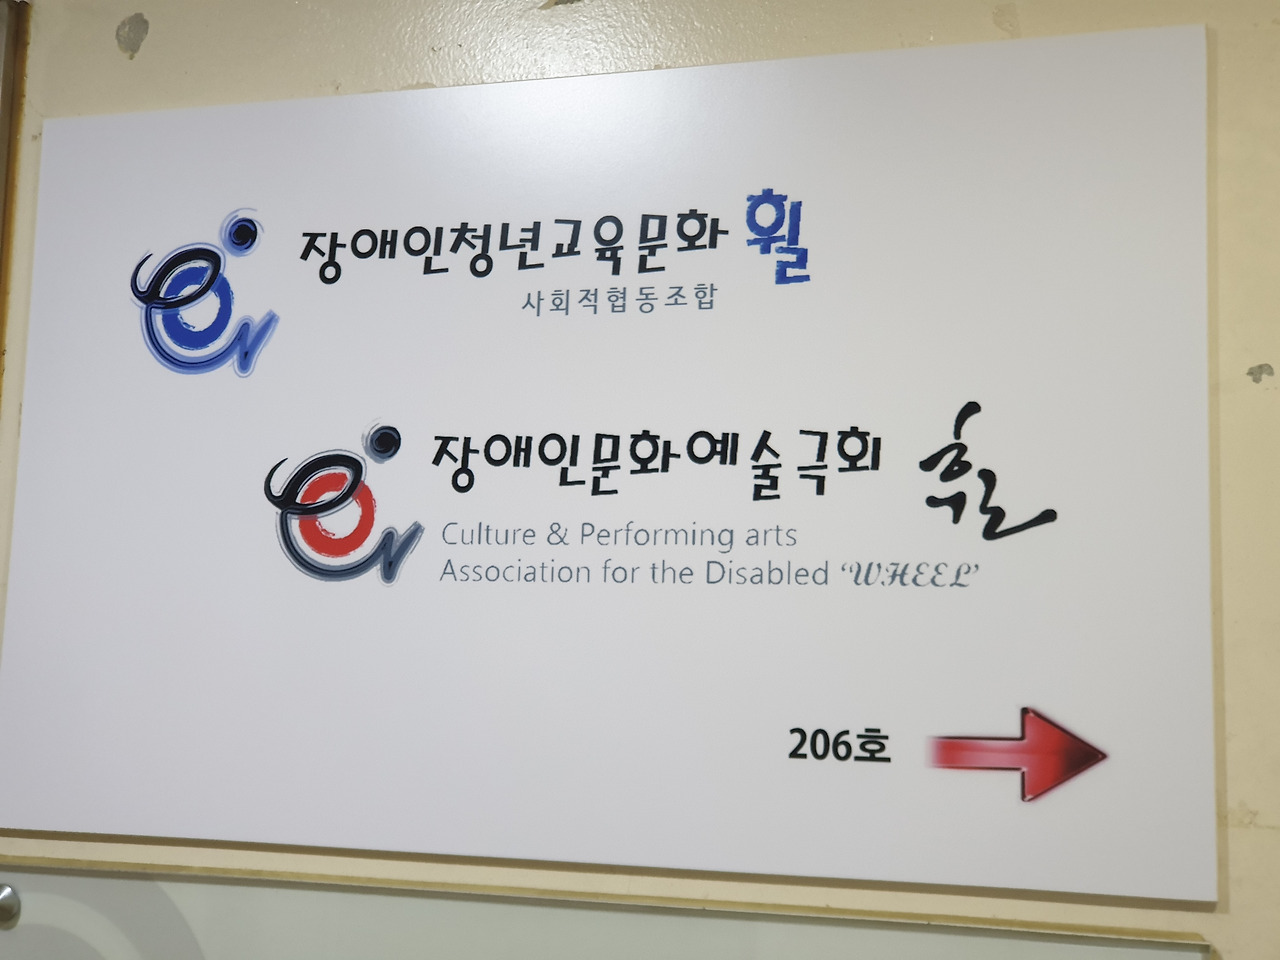 장애인청년교육문화 휠
사회적협동조합
장애인문화예술극회 휠
Culture & Performing arts
Association for the Disabled ‘WHEEL’
206호